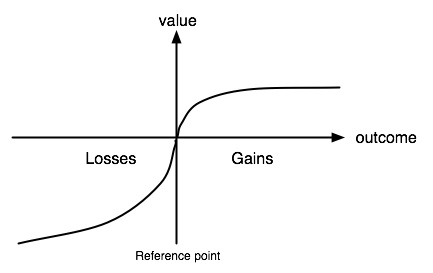 value
outcome
Losses
Gains
Reference point